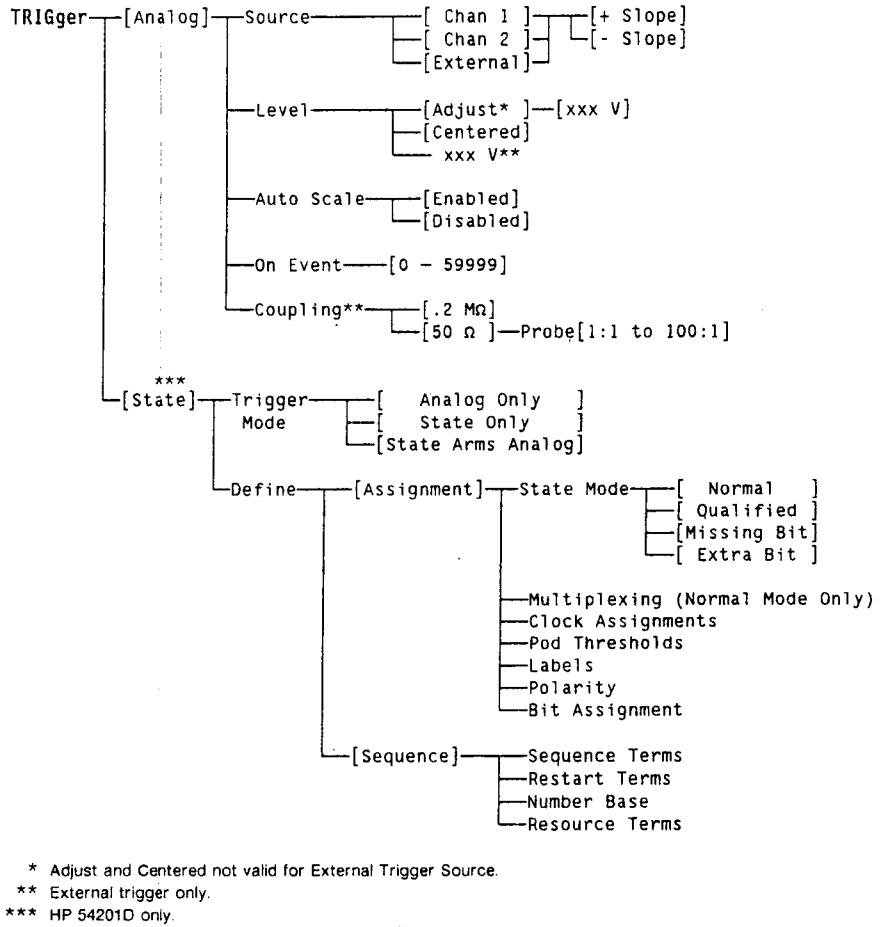 TRIGger [Analog] Source [ Chan 1 ] [+ Slope]
[ Chan 2 ] [- Slope]
[External]
Level [Adjust* ] [xxx V]
[Centered]
xxx V**
Auto Scale [Enabled]
[Disabled]
On Event [0 - 59999]
Coupling** [.2 MΩ]
[50 Ω ] Probe[1:1 to 100:1]
***
[State] Trigger [ Analog Only ]
Mode [ State Only ]
[State Arms Analog]
Define [Assignment] State Mode [ Normal ]
[ Qualified ]
[Missing Bit]
[ Extra Bit ]
Multiplexing (Normal Mode Only)
Clock Assignments
Pod Thresholds
Labels
Polarity
Bit Assignment
[Sequence] Sequence Terms
Restart Terms
Number Base
Resource Terms
* Adjust and Centered not valid for External Trigger Source.
** External trigger only.
*** HP 54201D only.